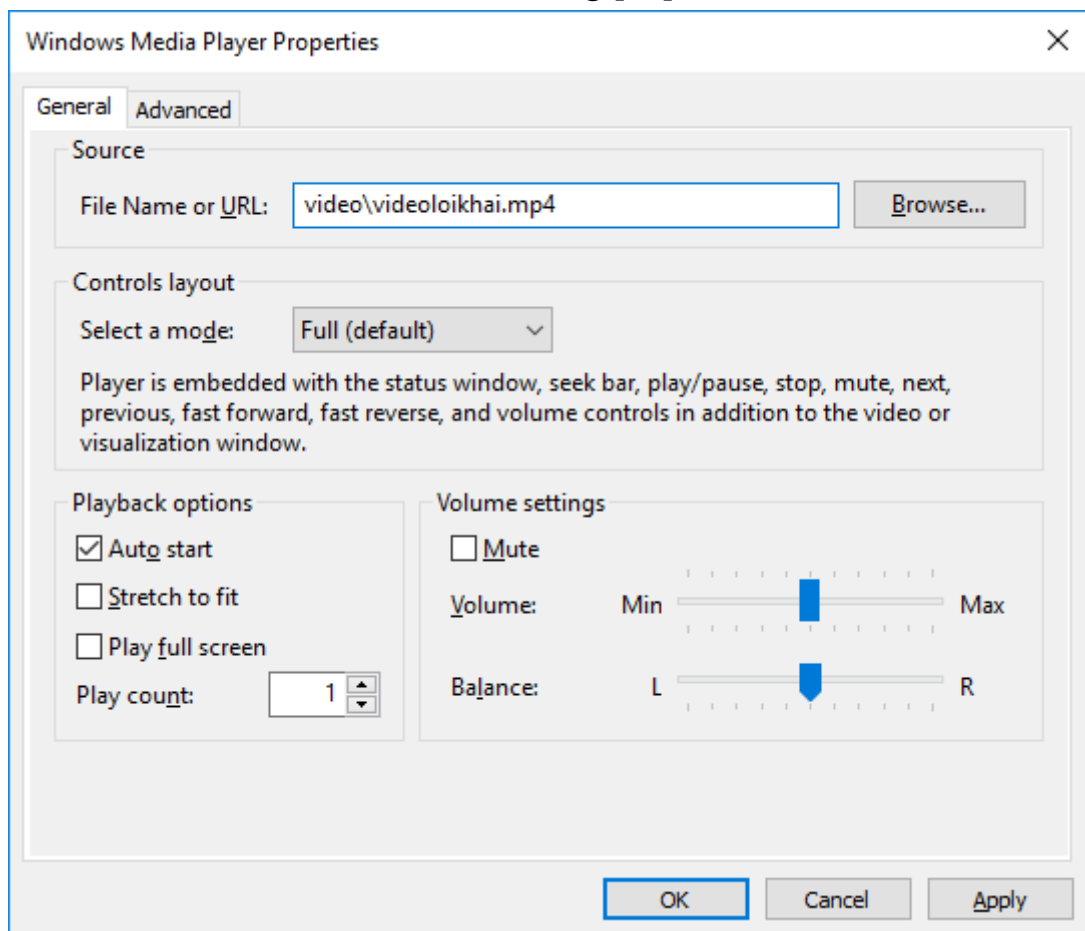 Windows Media Player Properties
General Advanced
Source
File Name or URL: video\videoloikhai.mp4 Browse...
Controls layout
Select a mode: Full (default)
Player is embedded with the status window, seek bar, play/pause, stop, mute, next,
previous, fast forward, fast reverse, and volume controls in addition to the video or
visualization window.
Playback options
Auto start
Stretch to fit
Play full screen
Play count: 1
Volume settings
Mute
Volume: Min Max
Balance: L R
OK Cancel Apply